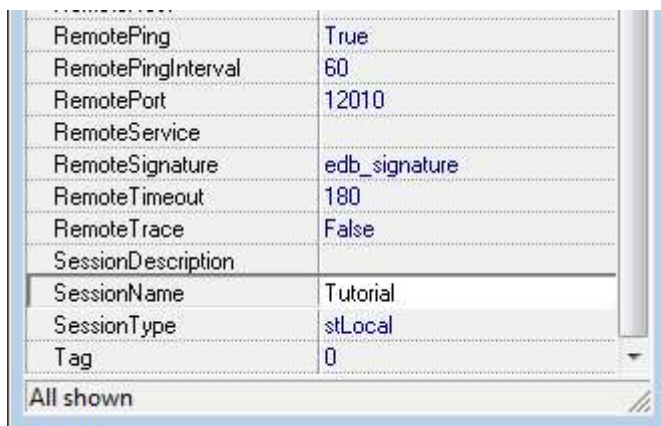 RemotePing True
RemotePingInterval 60
RemotePort 12010
RemoteService
RemoteSignature edb_signature
RemoteTimeout 180
RemoteTrace False
SessionDescription
SessionName Tutorial
SessionType stLocal
Tag 0
All shown